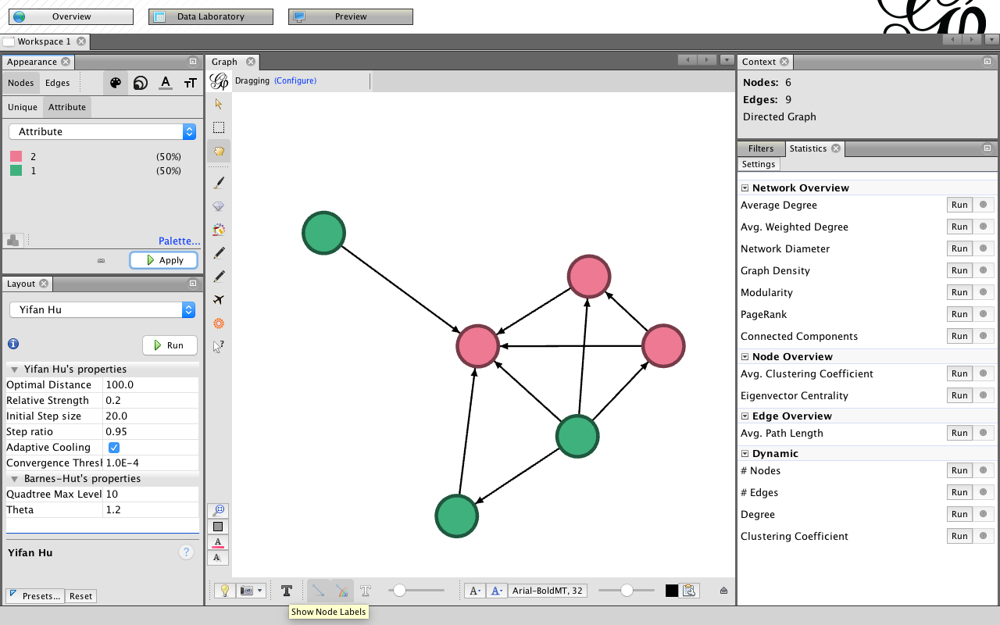 Overview Data Laboratory Preview
Workspace 1
Appearance
Nodes Edges A TT
Unique Attribute
Attribute
2 (50%)
1 (50%)
Palette...
Apply
Layout
Yifan Hu
Run
Yifan Hu's properties
Optimal Distance 100.0
Relative Strength 0.2
Initial Step size 20.0
Step ratio 0.95
Adaptive Cooling
Convergence Thresh 1.0E-4
Barnes-Hut's properties
Quadtree Max Level 10
Theta 1.2
Yifan Hu
?
Presets... Reset
Graph
Dragging (Configure)
?
A
A
T T
A A Arial-BoldMT, 32
Show Node Labels
Context
Nodes: 6
Edges: 9
Directed Graph
Filters Statistics
Settings
Network Overview
Average Degree Run
Avg. Weighted Degree Run
Network Diameter Run
Graph Density Run
Modularity Run
PageRank Run
Connected Components Run
Node Overview
Avg. Clustering Coefficient Run
Eigenvector Centrality Run
Edge Overview
Avg. Path Length Run
Dynamic
# Nodes Run
# Edges Run
Degree Run
Clustering Coefficient Run